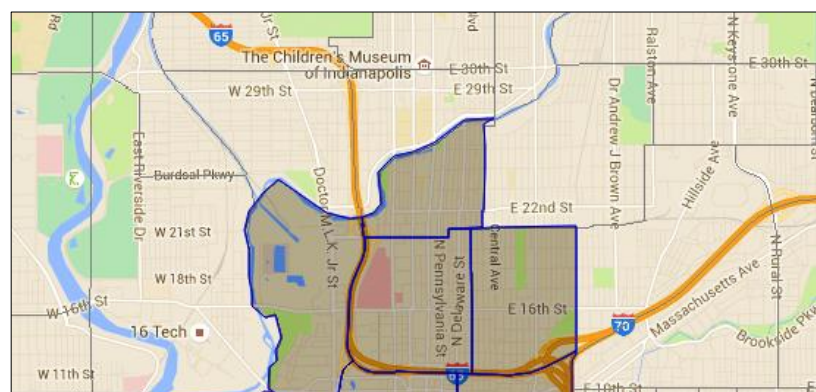 Rd
65
Jr St
Blvd
Ralston Ave
N Keystone Ave
The Children's Museum
of Indianapolis
E 30th St
E 30th St
W 29th St
E 29th St
Dr Andrew J Brown Ave
East Riverside Dr
Burdsal Pkwy
Doctor M.L.K. Jr St
Hillside Ave
E 22nd St
W 21st St
N Pennsylvania St
N Delaware St
Central Ave
N Rural St
W 18th St
W 16th St
E 16th St
Massachusetts Ave
16 Tech
70
Brookside Pkwy
W 11th St
65
E 10th St